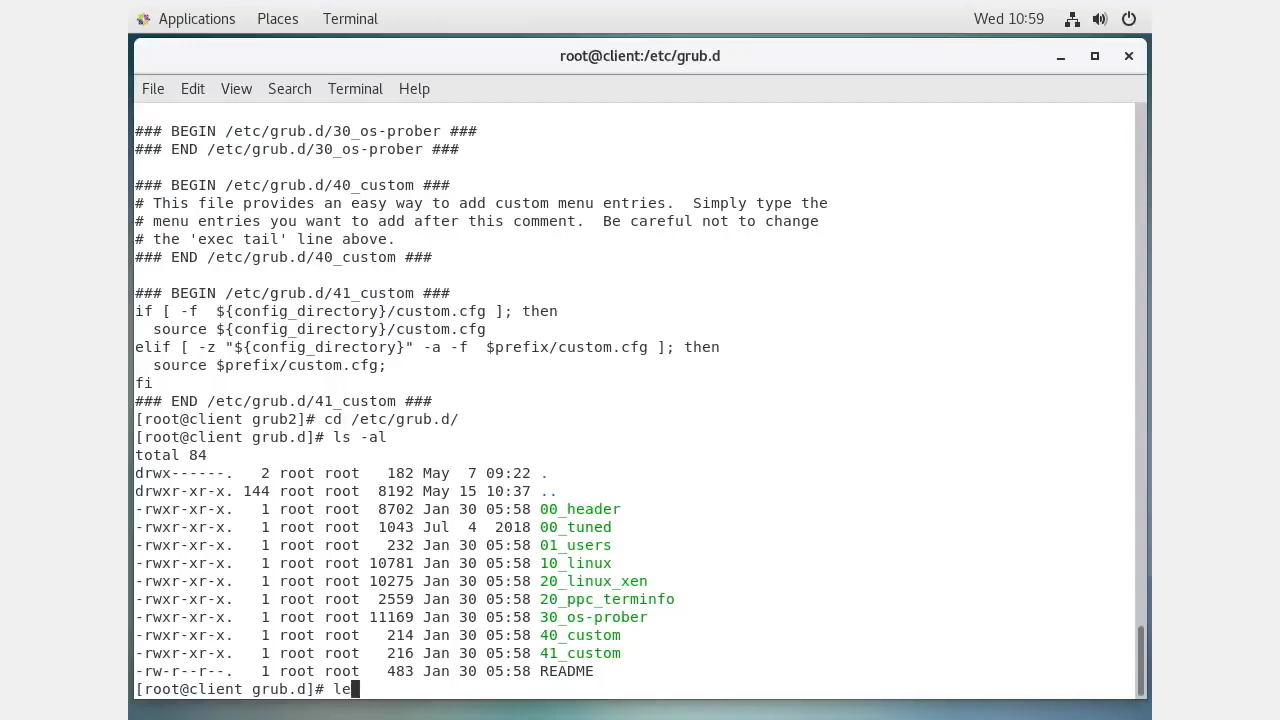 Applications Places Terminal Wed 10:59
root@client:/etc/grub.d
File Edit View Search Terminal Help
### BEGIN /etc/grub.d/30_os-prober ###
### END /etc/grub.d/30_os-prober ###
### BEGIN /etc/grub.d/40_custom ###
# This file provides an easy way to add custom menu entries.  Simply type the
# menu entries you want to add after this comment.  Be careful not to change
# the 'exec tail' line above.
### END /etc/grub.d/40_custom ###
### BEGIN /etc/grub.d/41_custom ###
if [ -f  ${config_directory}/custom.cfg ]; then
  source ${config_directory}/custom.cfg
elif [ -z "${config_directory}" -a -f  $prefix/custom.cfg ]; then
  source $prefix/custom.cfg;
fi
### END /etc/grub.d/41_custom ###
[root@client grub2]# cd /etc/grub.d/
[root@client grub.d]# ls -al
total 84
drwx------.   2 root root   182 May  7 09:22 .
drwxr-xr-x. 144 root root  8192 May 15 10:37 ..
-rwxr-xr-x.   1 root root  8702 Jan 30 05:58 00_header
-rwxr-xr-x.   1 root root  1043 Jul  4  2018 00_tuned
-rwxr-xr-x.   1 root root   232 Jan 30 05:58 01_users
-rwxr-xr-x.   1 root root 10781 Jan 30 05:58 10_linux
-rwxr-xr-x.   1 root root 10275 Jan 30 05:58 20_linux_xen
-rwxr-xr-x.   1 root root  2559 Jan 30 05:58 20_ppc_terminfo
-rwxr-xr-x.   1 root root 11169 Jan 30 05:58 30_os-prober
-rwxr-xr-x.   1 root root   214 Jan 30 05:58 40_custom
-rwxr-xr-x.   1 root root   216 Jan 30 05:58 41_custom
-rw-r--r--.   1 root root   483 Jan 30 05:58 README
[root@client grub.d]# le